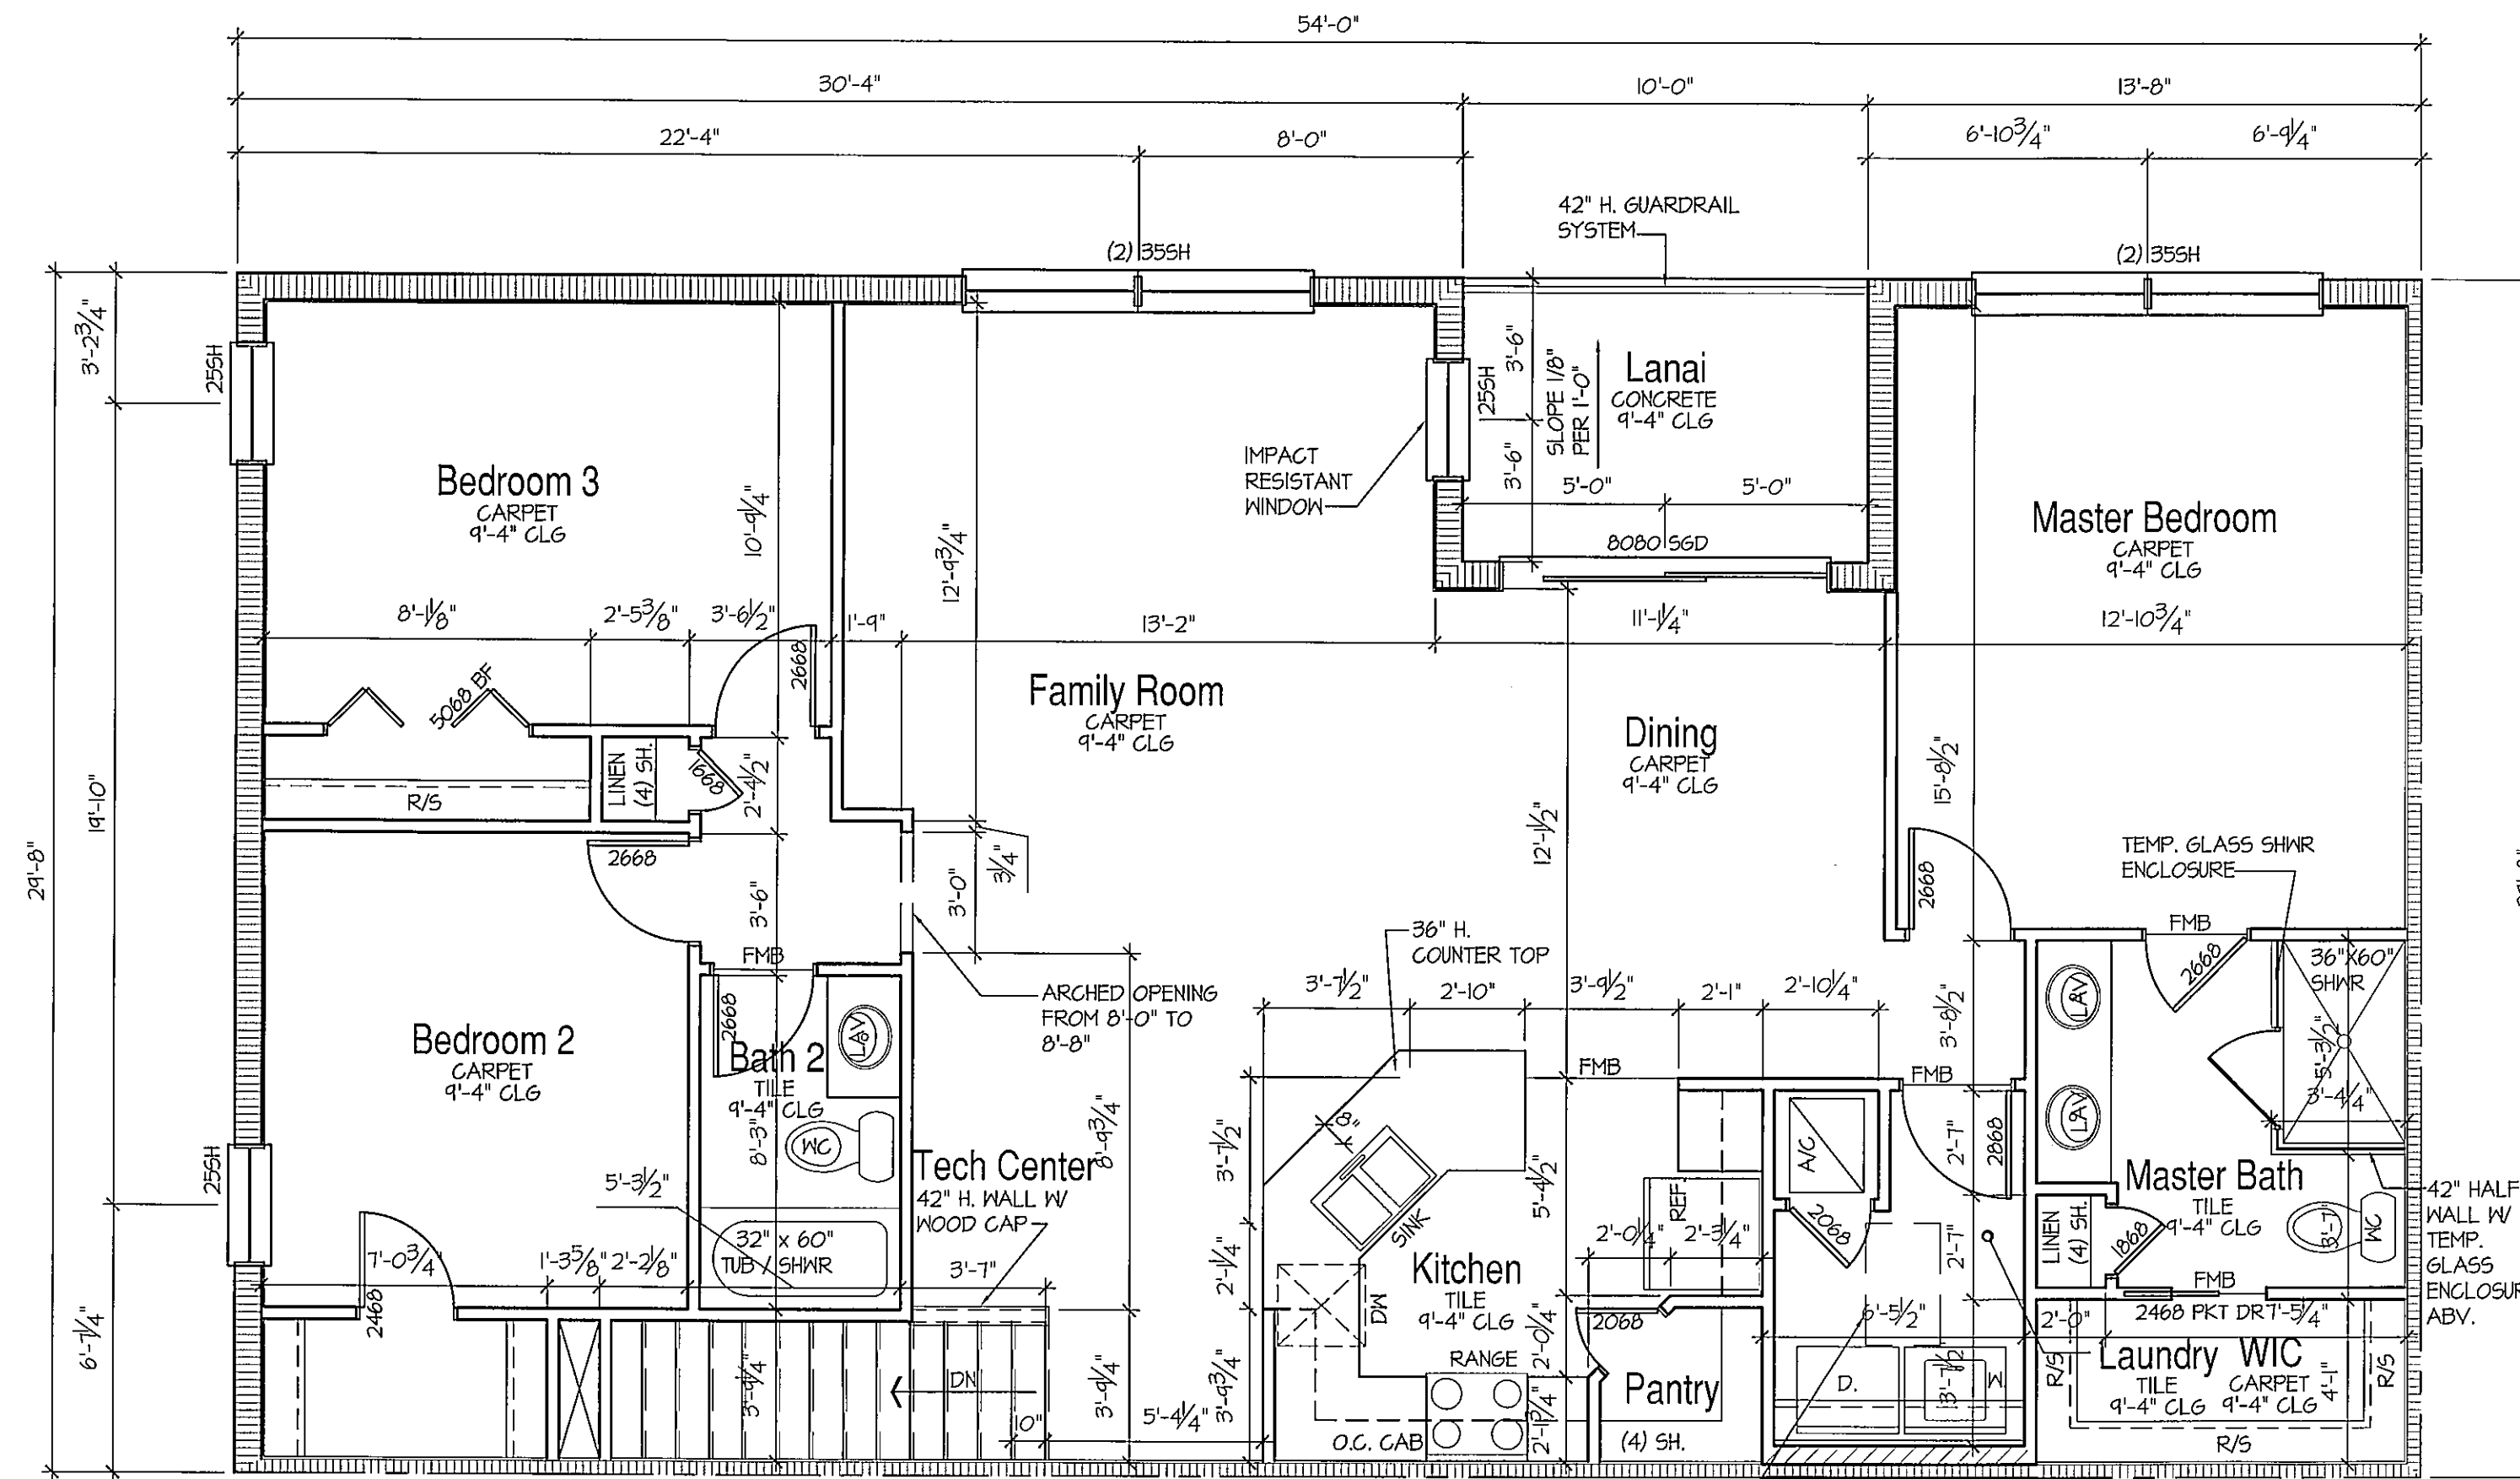 54'-0"
30'-4"
10'-0"
13'-8"
22'-4"
8'-0"
6'-10 3/4"
6'-9 1/4"
42" H. GUARDRAIL
SYSTEM
(2) 35SH
(2) 35SH
3'-2 3/4"
25SH
3'-6"
SLOPE 1/8"
PER 1'-0"
Lanai
CONCRETE
9'-4" CLG
25SH
IMPACT
RESISTANT
WINDOW
3'-6"
5'-0"
5'-0"
8080 SGD
Bedroom 3
CARPET
9'-4" CLG
10'-9 1/4"
12'-9 3/4"
Master Bedroom
CARPET
9'-4" CLG
8'-1 1/8"
2'-5 3/8"
3'-6 1/2"
1'-9"
13'-2"
11'-1 1/4"
12'-10 3/4"
5068 BF
2668
Family Room
CARPET
9'-4" CLG
Dining
CARPET
9'-4" CLG
15'-8 1/2"
R/S
LINEN
(4) SH.
1668
2'-4 1/2"
19'-10"
29'-8"
2668
3'-6"
3/4"
3'-0"
12'-1 1/2"
2668
TEMP. GLASS SHWR
ENCLOSURE
FMB
FMB
2668
36"X60"
SHWR
36" H.
COUNTER TOP
ARCHED OPENING
FROM 8'-0" TO
8'-8"
3'-7 1/2"
2'-10"
3'-9 1/2"
2'-1"
2'-10 1/4"
3'-8 1/2"
LAV
LAV
5'-3 1/2"
3'-4 1/4"
Bedroom 2
CARPET
9'-4" CLG
2668
LAV
Bath 2
TILE
9'-4" CLG
8'-3"
WC
FMB
FMB
8'-9 3/4"
3'-7 1/2"
8"
5'-4 1/2"
A/C
2'-7"
2868
25SH
5'-3 1/2"
Tech Center
42" H. WALL W/
WOOD CAP
SINK
REF.
2068
Master Bath
TILE
9'-4" CLG
3'-7"
WC
42" HALF
WALL W/
TEMP.
GLASS
ABV.
LINEN
(4) SH.
1868
32" x 60"
TUB / SHWR
7'-0 3/4"
1'-3 5/8"
2'-2 1/8"
3'-7"
2'-1 1/4"
Kitchen
TILE
9'-4" CLG
2'-0 1/4"
2'-3 1/4"
2'-7"
FMB
2468 PKT DR
7'-5 1/4"
2468
DW
2068
6'-5 1/2"
2'-0"
6'-7 1/4"
3'-9 1/4"
DN
10"
3'-9 1/4"
5'-4 1/4"
3'-9 3/4"
RANGE
2'-0 1/4"
O.C. CAB
Pantry
(4) SH.
D.
W
3'-7 1/2"
R/S
Laundry
TILE
9'-4" CLG
WIC
CARPET
9'-4" CLG
4'-1"
R/S
R/S